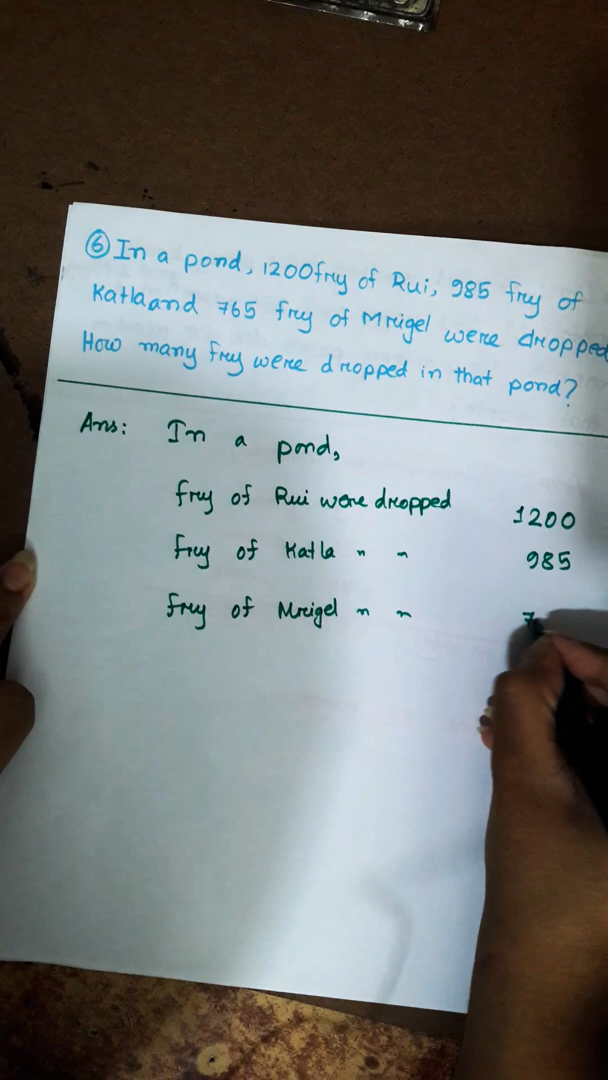 ⑥ In a pond, 1200 fry of Rui, 985 fry of
Katla and 765 fry of Mrigel were dropped
How many fry were dropped in that pond?
Ans: In a pond,
fry of Rui were dropped 1200
fry of Katla " " 985
fry of Mrigel " " 7